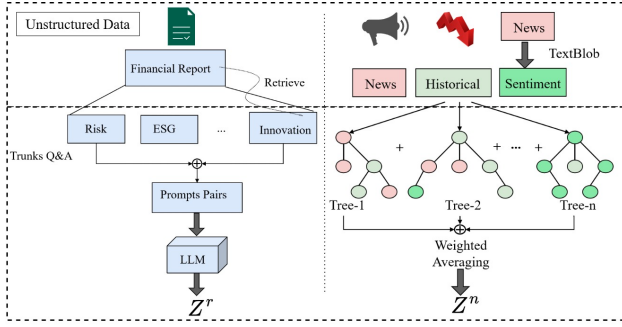 Unstructured Data
Financial Report
Retrieve
Risk
ESG
...
Innovation
Trunks Q&A
Prompts Pairs
LLM
Z^r
News
TextBlob
News
Historical
Sentiment
+
+ ... +
Tree-1
Tree-2
Tree-n
Weighted
Averaging
Z^n